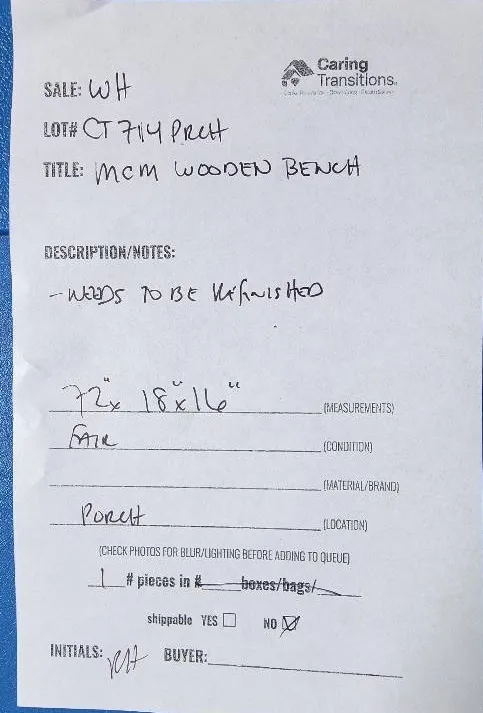 Caring
Transitions®
SALE: WH
LOT# CT 714 PRCH
TITLE: MCM WOODEN BENCH
DESCRIPTION/NOTES:
- NEEDS TO BE REfinISHED
72" x 18" x 16" (MEASUREMENTS)
FAIR (CONDITION)
(MATERIAL/BRAND)
PORCH (LOCATION)
(CHECK PHOTOS FOR BLUR/LIGHTING BEFORE ADDING TO QUEUE)
1 # pieces in # boxes/bags/
shippable YES NO
INITIALS: BUYER: